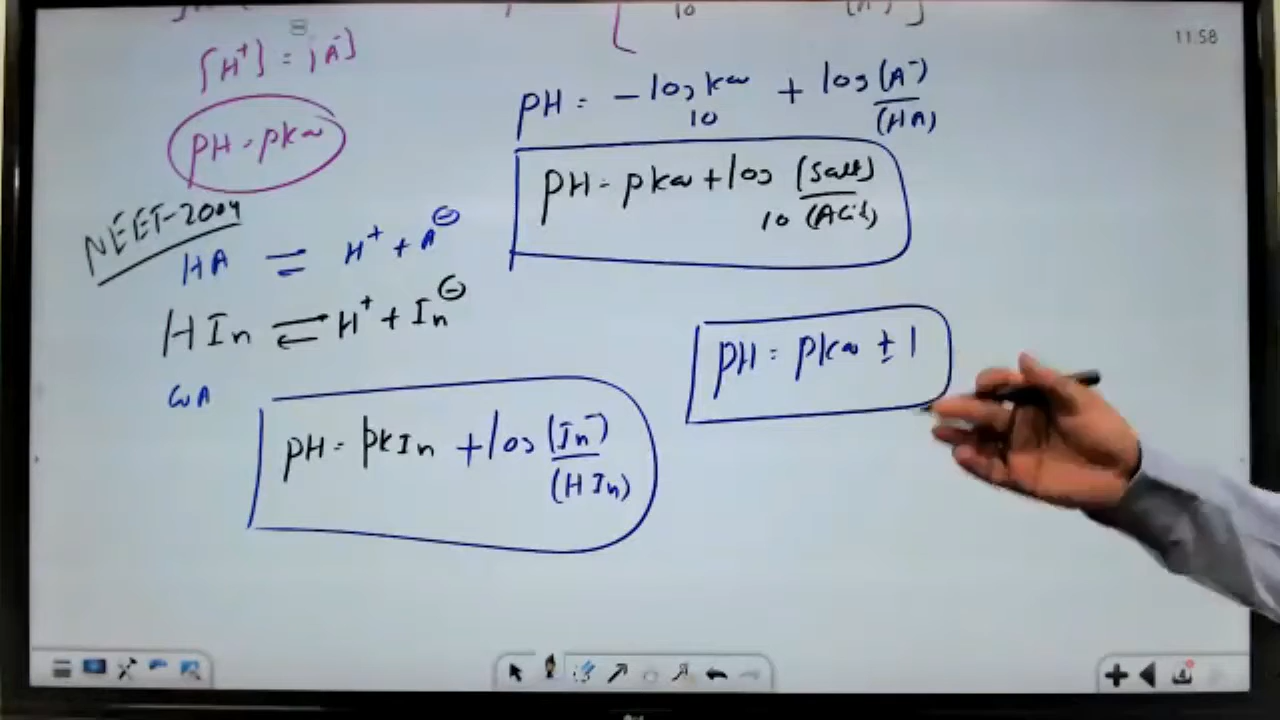 11:58
[H⁺] = [A⁻]
pH = pKa
NEET-2004
HA = H⁺ + A⊖
HIn ⇌ H⁺ + In⊖
WA
pH = pKIn + log (In⁻)/(HIn)
pH = -log₁₀ Ka + log (A⁻)/(HA)
pH = pKa + log₁₀ (Salt)/(Acid)
pH = pKa ± 1